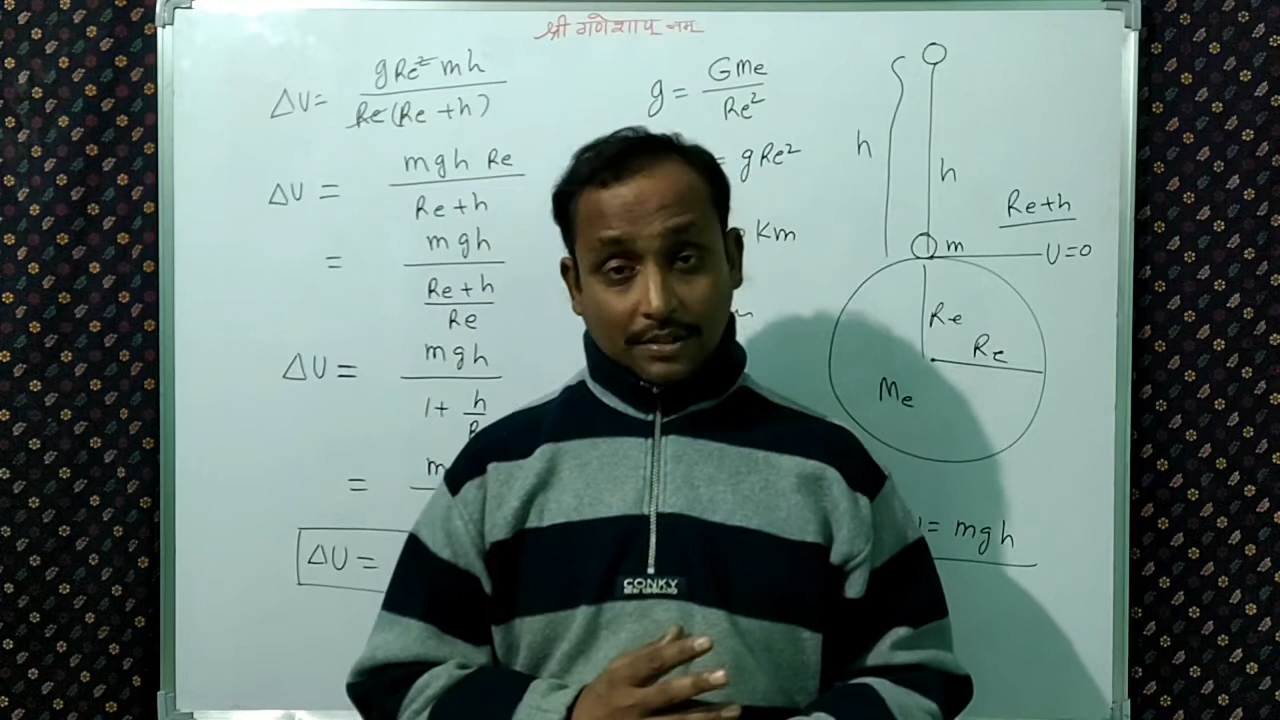 श्री गणेशाय नम
ΔU = gRe² mh / Re(Re + h)
ΔU = mgh Re / Re + h
= mgh / Re + h / Re
ΔU = mgh / 1 + h /
=
ΔU =
g = Gme / Re²
= gRe²
Km
h
h
Re+h
m
U=0
Re
Re
Me
= mgh
CONKY